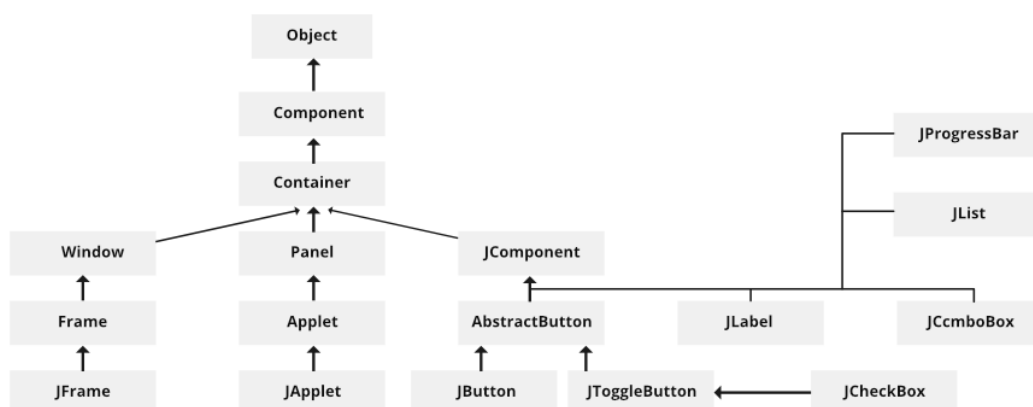 Object
Component
JProgressBar
Container
JList
Window
Panel
JComponent
Frame
Applet
AbstractButton
JLabel
JCcmboBox
JFrame
JApplet
JButton
JToggleButton
JCheckBox